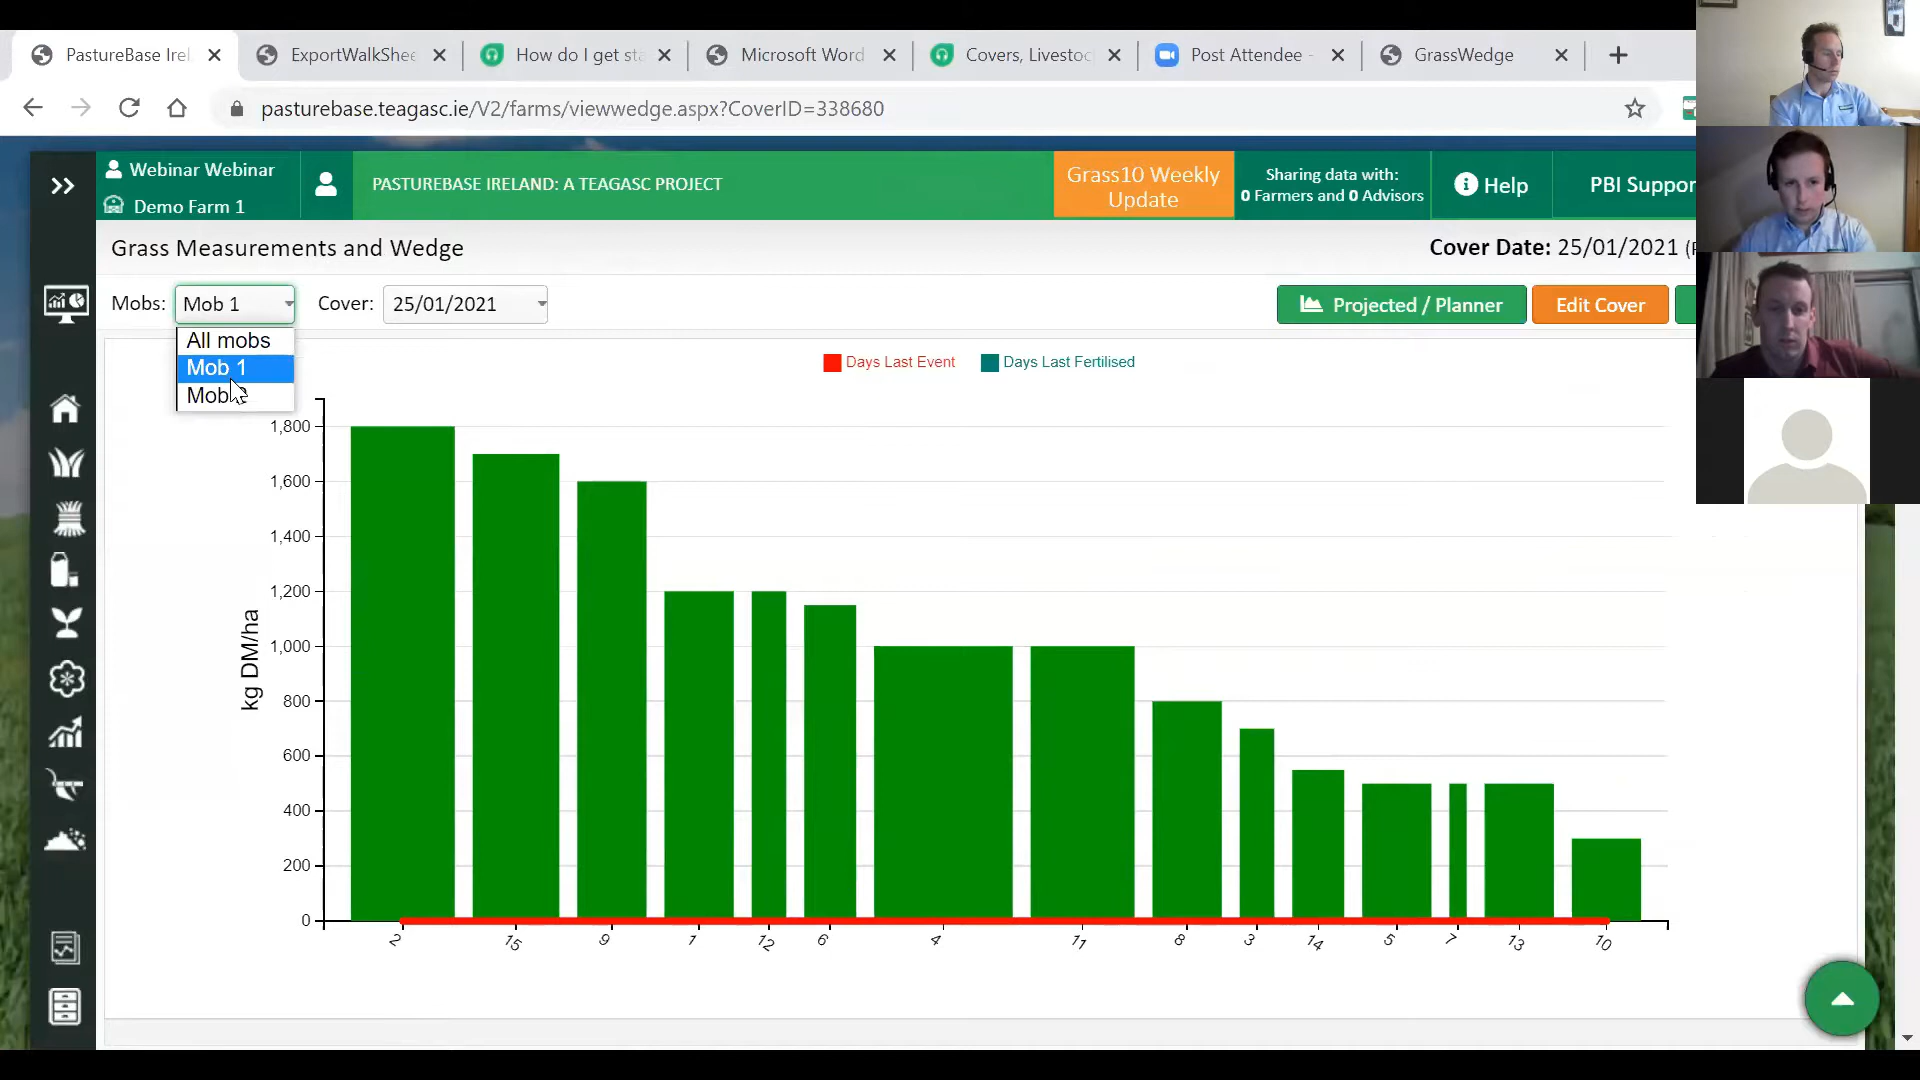 PastureBase Irel
ExportWalkShee
How do I get sta
Microsoft Word
Covers, Livestoc
Post Attendee -
GrassWedge
pasturebase.teagasc.ie/V2/farms/viewwedge.aspx?CoverID=338680
Webinar Webinar
Demo Farm 1
PASTUREBASE IRELAND: A TEAGASC PROJECT
Grass10 Weekly
Update
Sharing data with:
0 Farmers and 0 Advisors
Help
PBI Suppor
Grass Measurements and Wedge
Cover Date: 25/01/2021
Mobs: Mob 1 Cover: 25/01/2021
Projected / Planner
Edit Cover
All mobs
Mob 1
Mob
Days Last Event
Days Last Fertilised
kg DM/ha
1,800
1,600
1,400
1,200
1,000
800
600
400
200
0
2 15 9 1 12 6 4 11 8 3 14 5 7 13 10